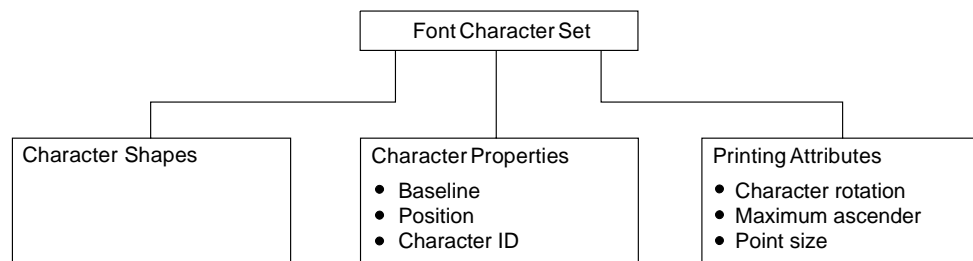 Font Character Set
Character Shapes
Character Properties
• Baseline
• Position
• Character ID
Printing Attributes
• Character rotation
• Maximum ascender
• Point size